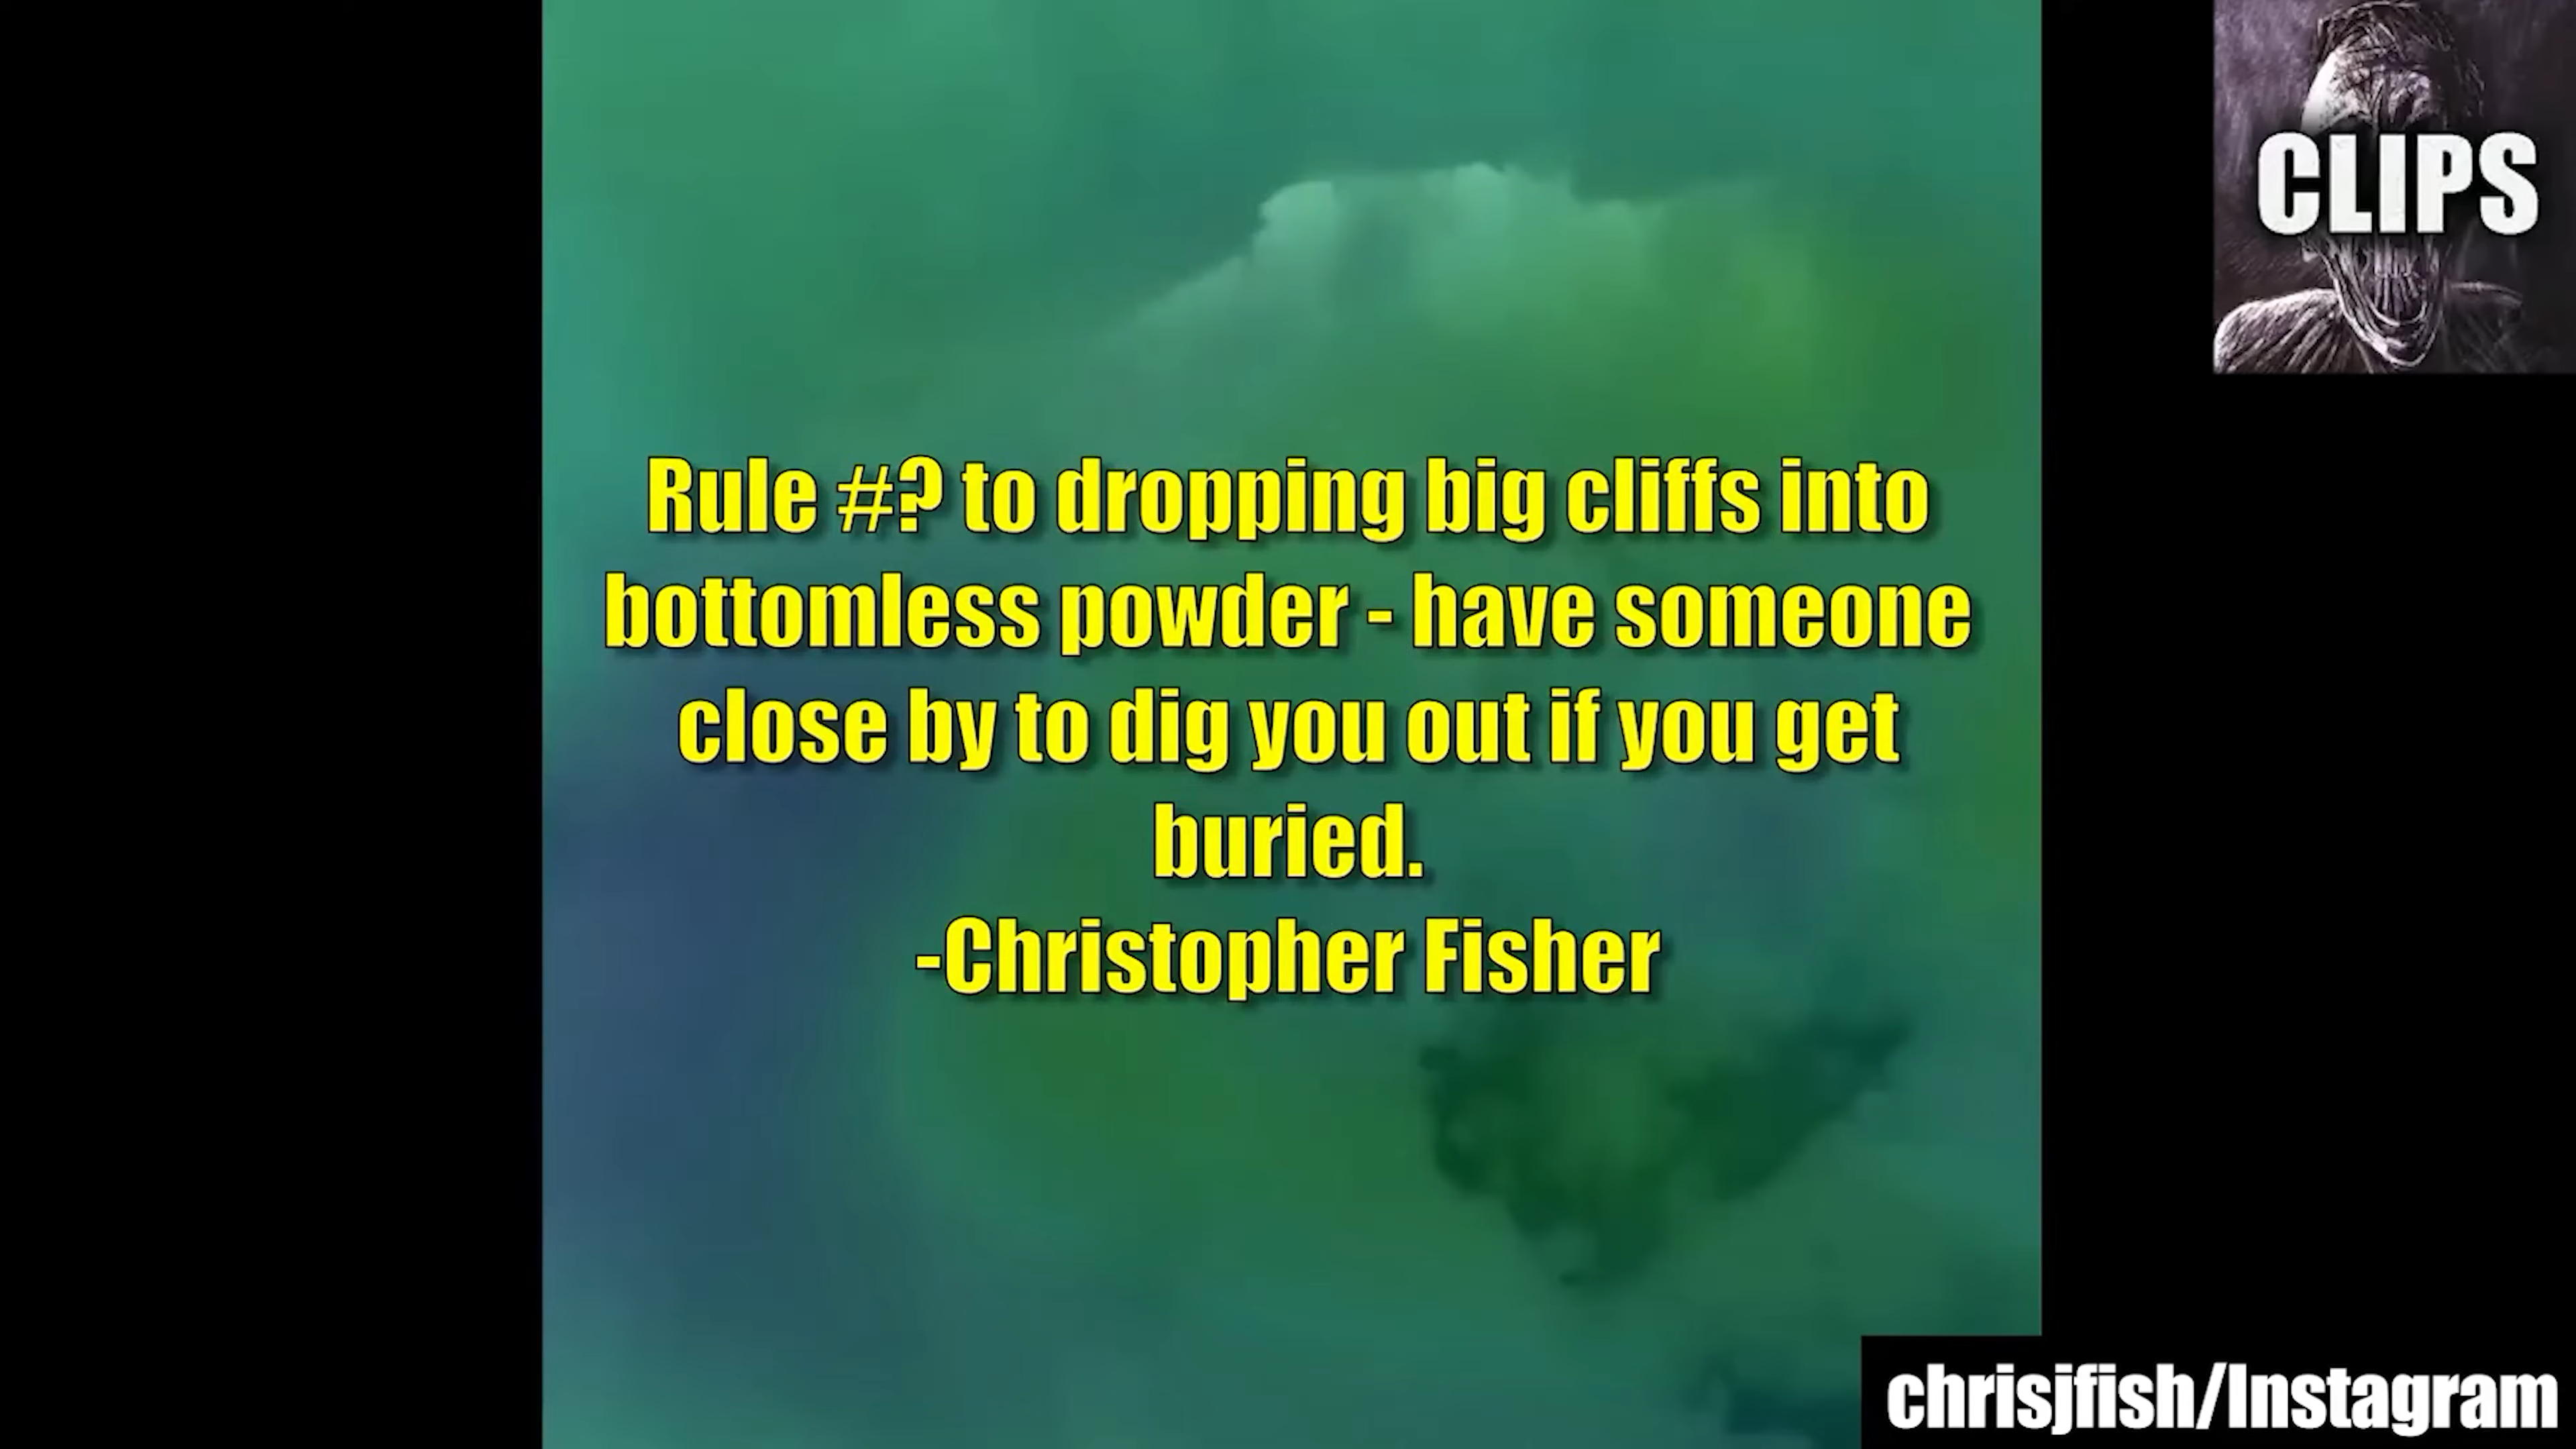 CLIPS
Rule #? to dropping big cliffs into
bottomless powder - have someone
close by to dig you out if you get
buried.
-Christopher Fisher
chrisjfish/Instagram